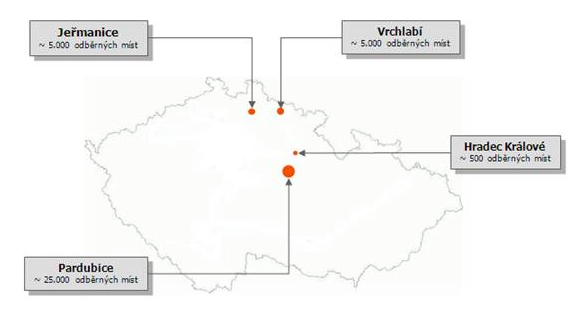 Jeřmanice
~ 5.000 odběrných míst
Vrchlabí
~ 5.000 odběrných míst
Hradec Králové
~ 500 odběrných míst
Pardubice
~ 25.000 odběrných míst